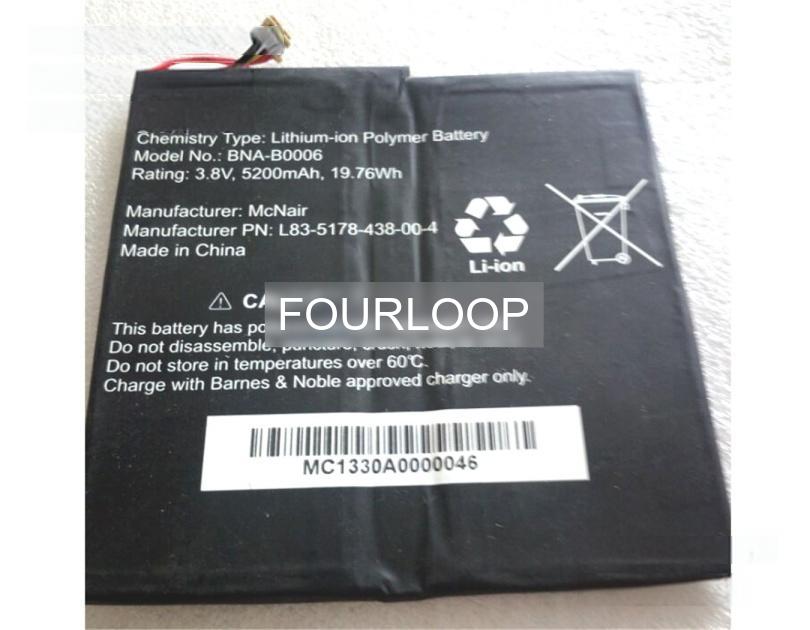 Chemistry Type: Lithium-ion Polymer Battery
Model No.: BNA-B0006
Rating: 3.8V, 5200mAh, 19.76Wh
Manufacturer: McNair
Manufacturer PN: L83-5178-438-00-4
Made in China
Li-ion
FOURLOOP
This battery has
Do not disassemble, puncture, crush,
Do not store in temperatures over 60℃.
Charge with Barnes & Noble approved charger only.
MC1330A0000046